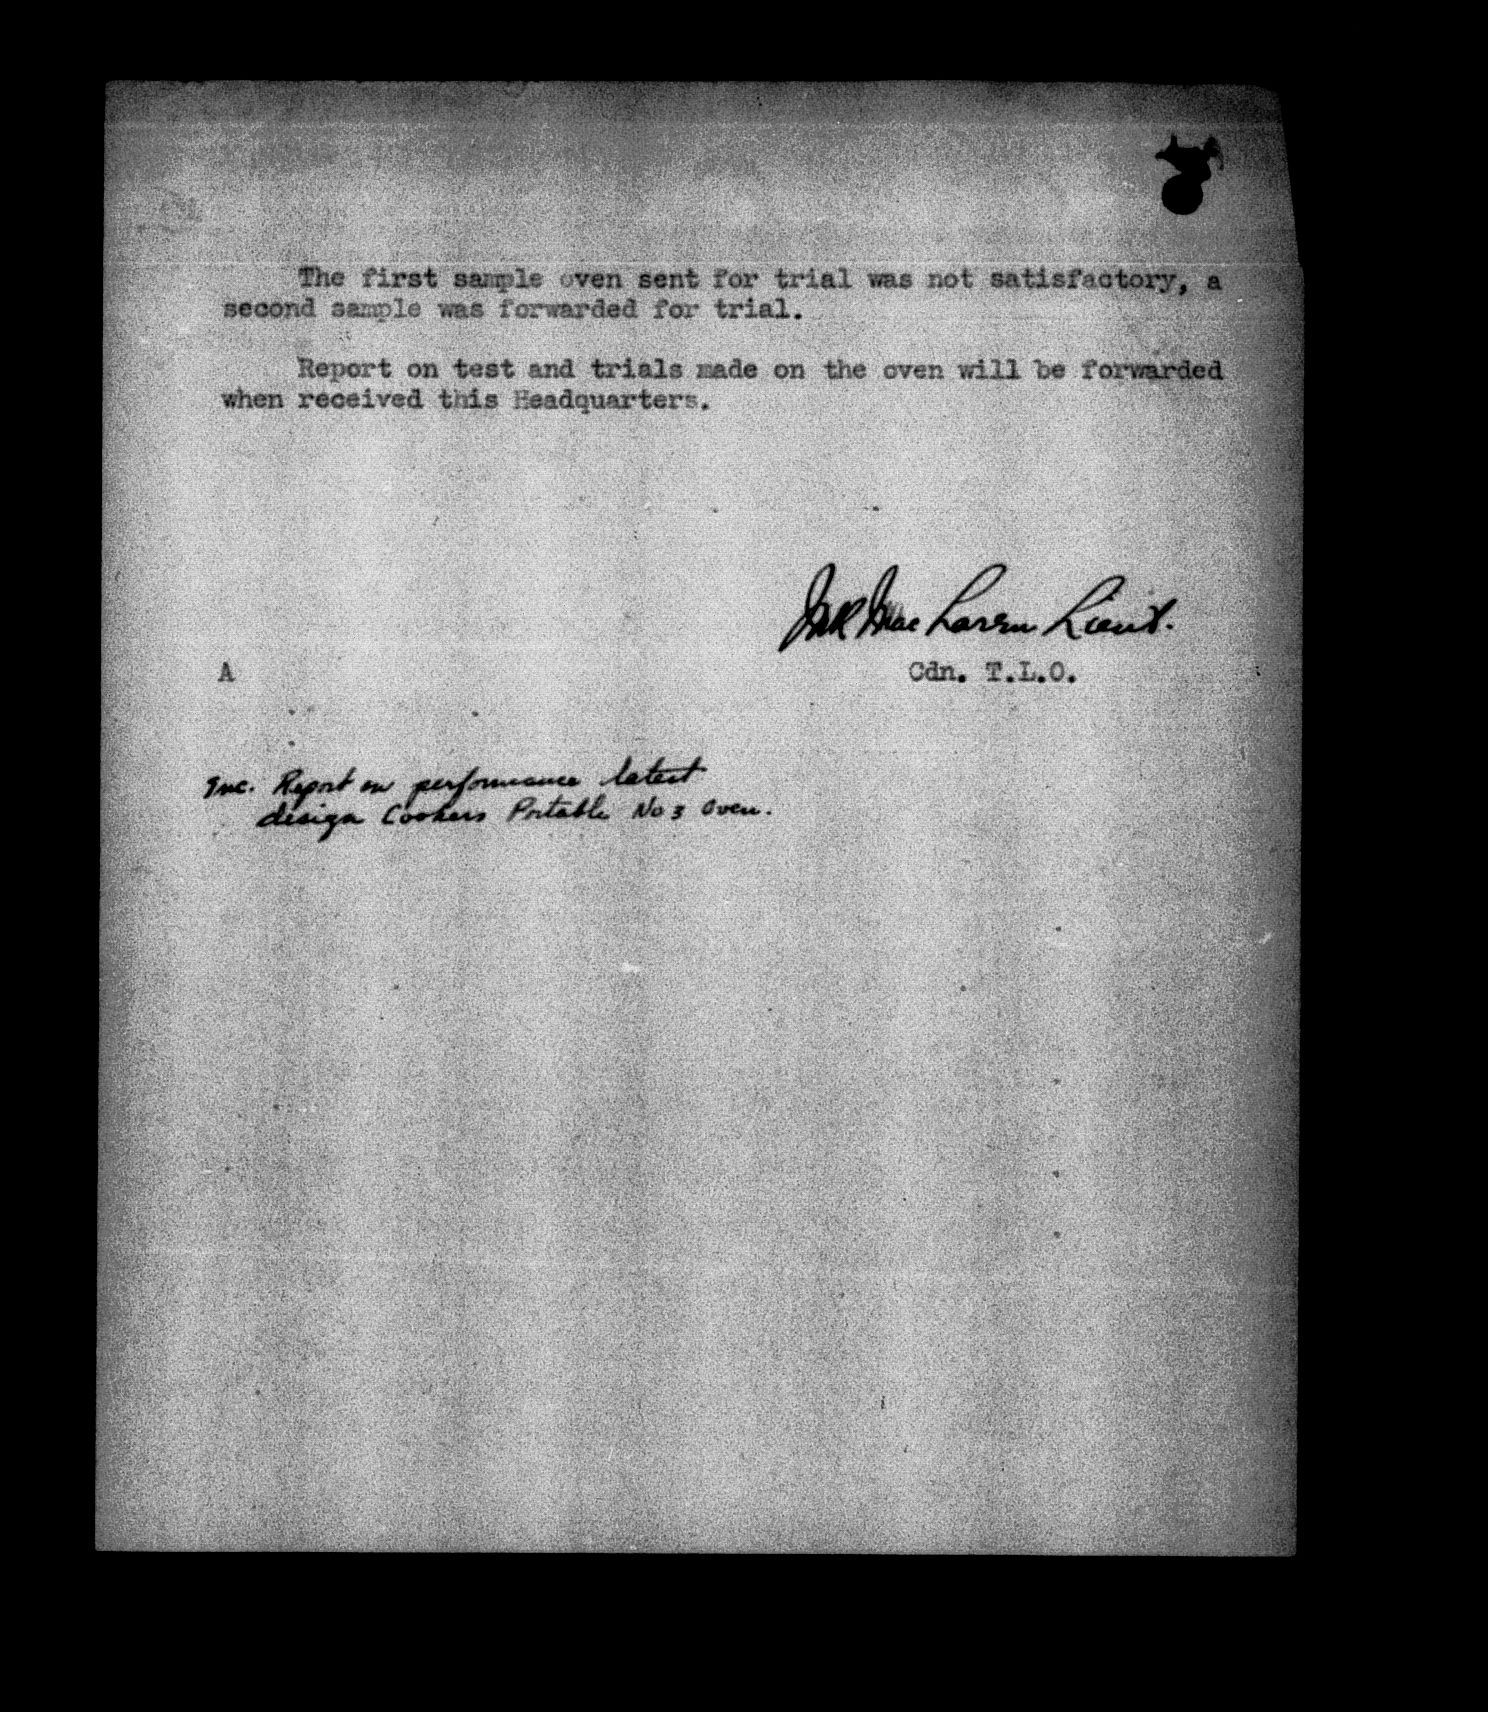 The first sample oven sent for trial was not satisfactory, a
second sample was forwarded for trial.
Report on test and trials made on the oven will be forwarded
when received this Headquarters.
MacLaren Lieut.
A
Cdn. T.L.O.
Inc. Report on performance latest
design Cookers Portable No 3 Oven.